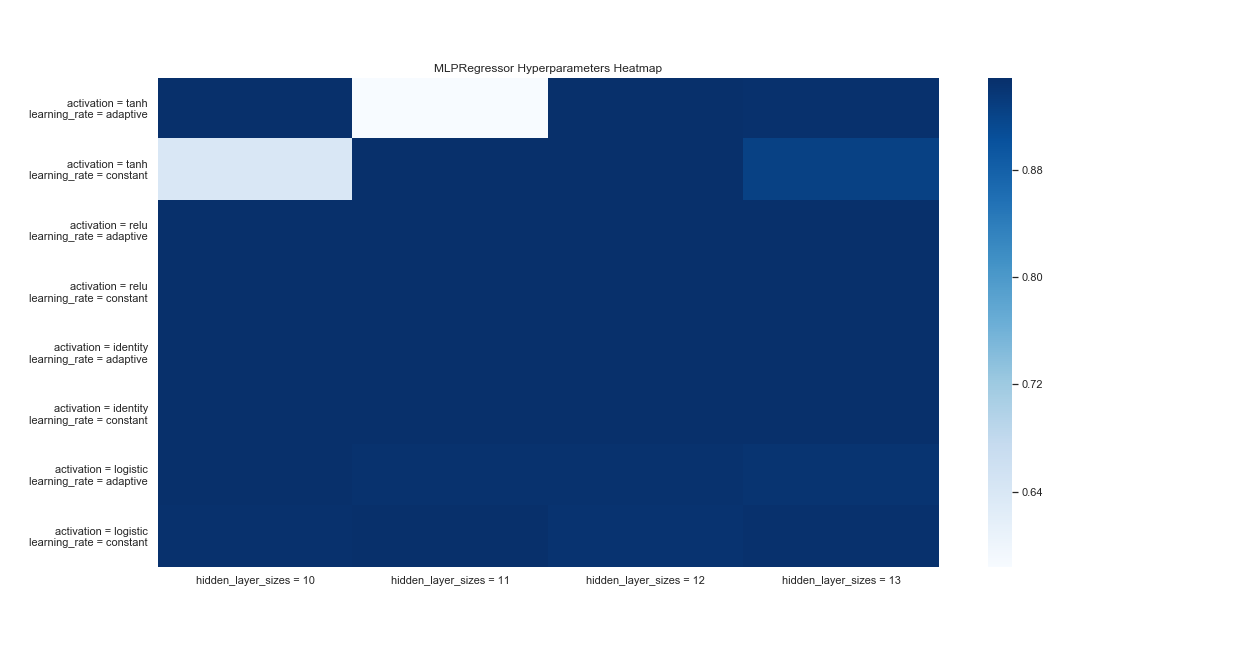 MLPRegressor Hyperparameters Heatmap
activation = tanh
learning_rate = adaptive
activation = tanh
learning_rate = constant
activation = relu
learning_rate = adaptive
activation = relu
learning_rate = constant
activation = identity
learning_rate = adaptive
activation = identity
learning_rate = constant
activation = logistic
learning_rate = adaptive
activation = logistic
learning_rate = constant
hidden_layer_sizes = 10
hidden_layer_sizes = 11
hidden_layer_sizes = 12
hidden_layer_sizes = 13
0.88
0.80
0.72
0.64